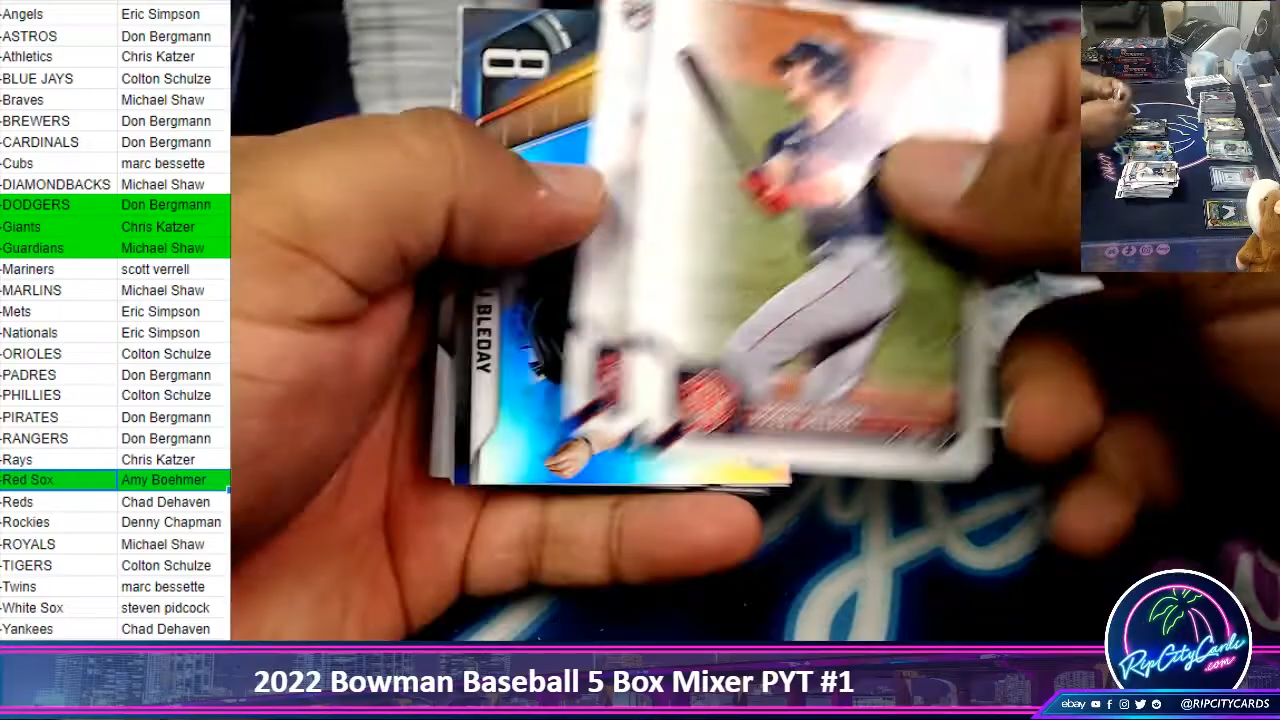 -Angels Eric Simpson
-ASTROS Don Bergmann
-Athletics Chris Katzer
-BLUE JAYS Colton Schulze
-Braves Michael Shaw
-BREWERS Don Bergmann
-CARDINALS Don Bergmann
-Cubs marc bessette
-DIAMONDBACKS Michael Shaw
-DODGERS Don Bergmann
-Giants Chris Katzer
-Guardians Michael Shaw
-Mariners scott verrell
-MARLINS Michael Shaw
-Mets Eric Simpson
-Nationals Eric Simpson
-ORIOLES Colton Schulze
-PADRES Don Bergmann
-PHILLIES Colton Schulze
-PIRATES Don Bergmann
-RANGERS Don Bergmann
-Rays Chris Katzer
-Red Sox Amy Boehmer
-Reds Chad Dehaven
-Rockies Denny Chapman
-ROYALS Michael Shaw
-TIGERS Colton Schulze
-Twins marc bessette
-White Sox steven pidcock
-Yankees Chad Dehaven
BLEDAY
RipCityCards
.com
2022 Bowman Baseball 5 Box Mixer PYT #1
ebay @RIPCITYCARDS